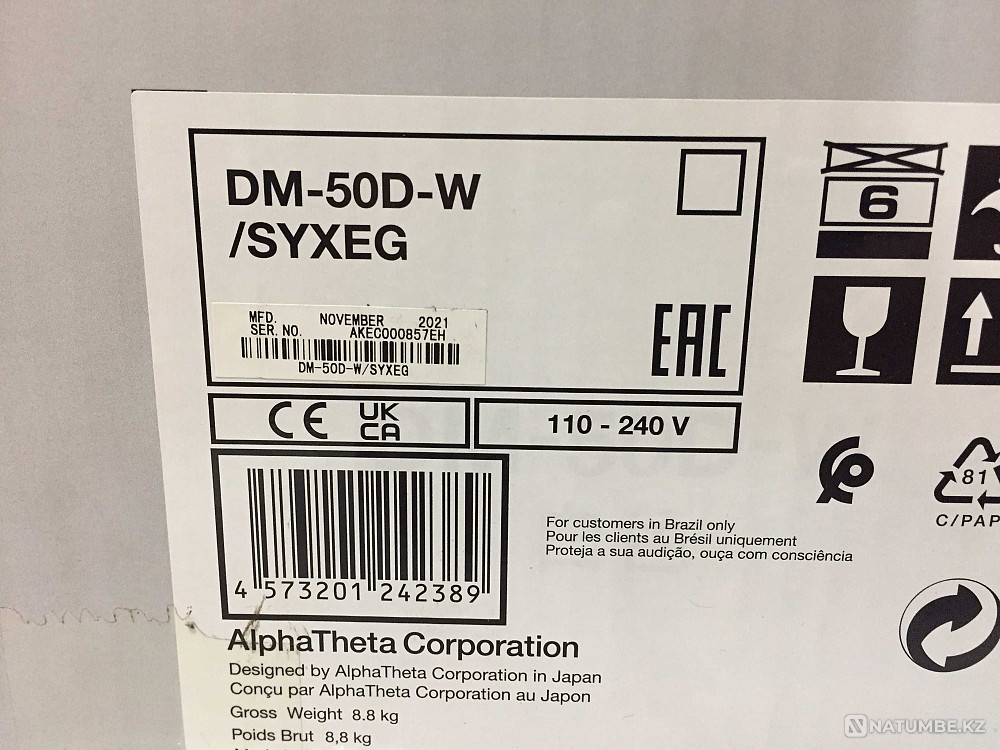 DM-50D-W
/SYXEG
MFD. NOVEMBER 2021
SER. NO. AKEC000857EH
DM-50D-W/SYXEG
EAC
CE UK CA
110 - 240 V
6
81
C/PAP
For customers in Brazil only
Pour les clients au Brésil uniquement
Proteja a sua audição, ouça com consciência
4 573201 242389
AlphaTheta Corporation
Designed by AlphaTheta Corporation in Japan
Conçu par AlphaTheta Corporation au Japon
Gross Weight 8.8 kg
Poids Brut 8,8 kg
NATUMBE.KZ